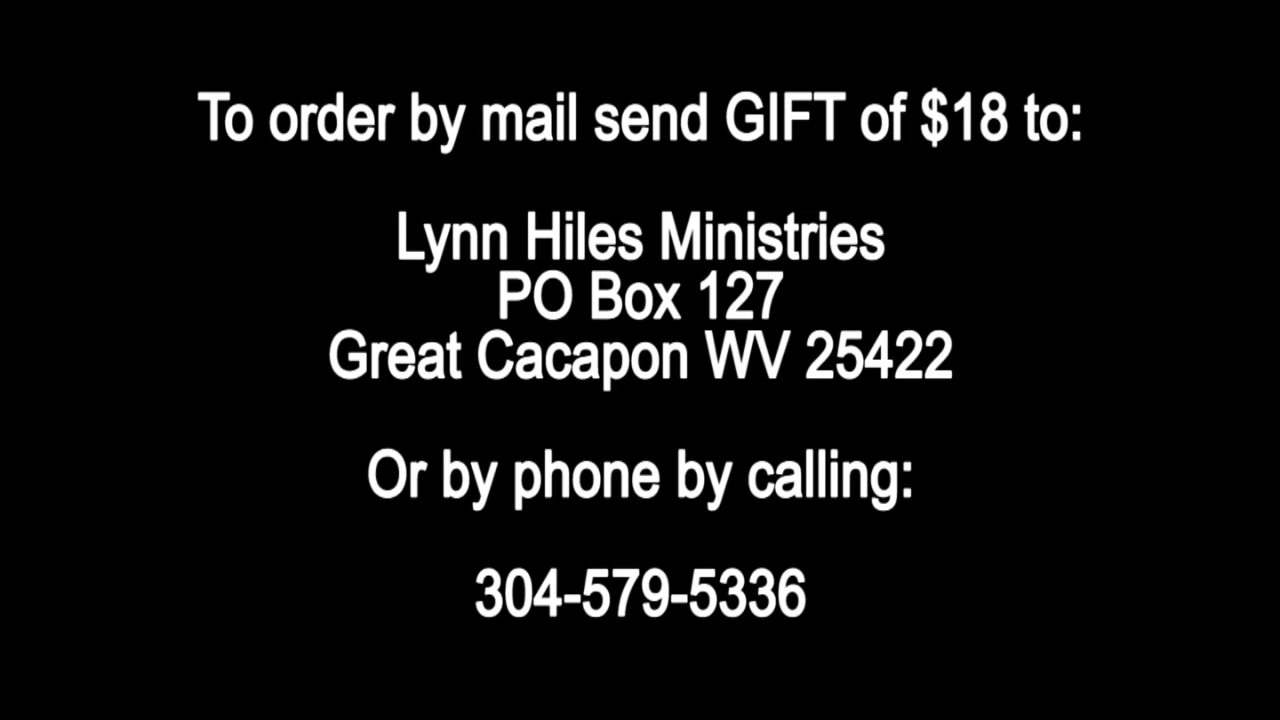 To order by mail send GIFT of $18 to:
Lynn Hiles Ministries
PO Box 127
Great Cacapon WV 25422
Or by phone by calling:
304-579-5336